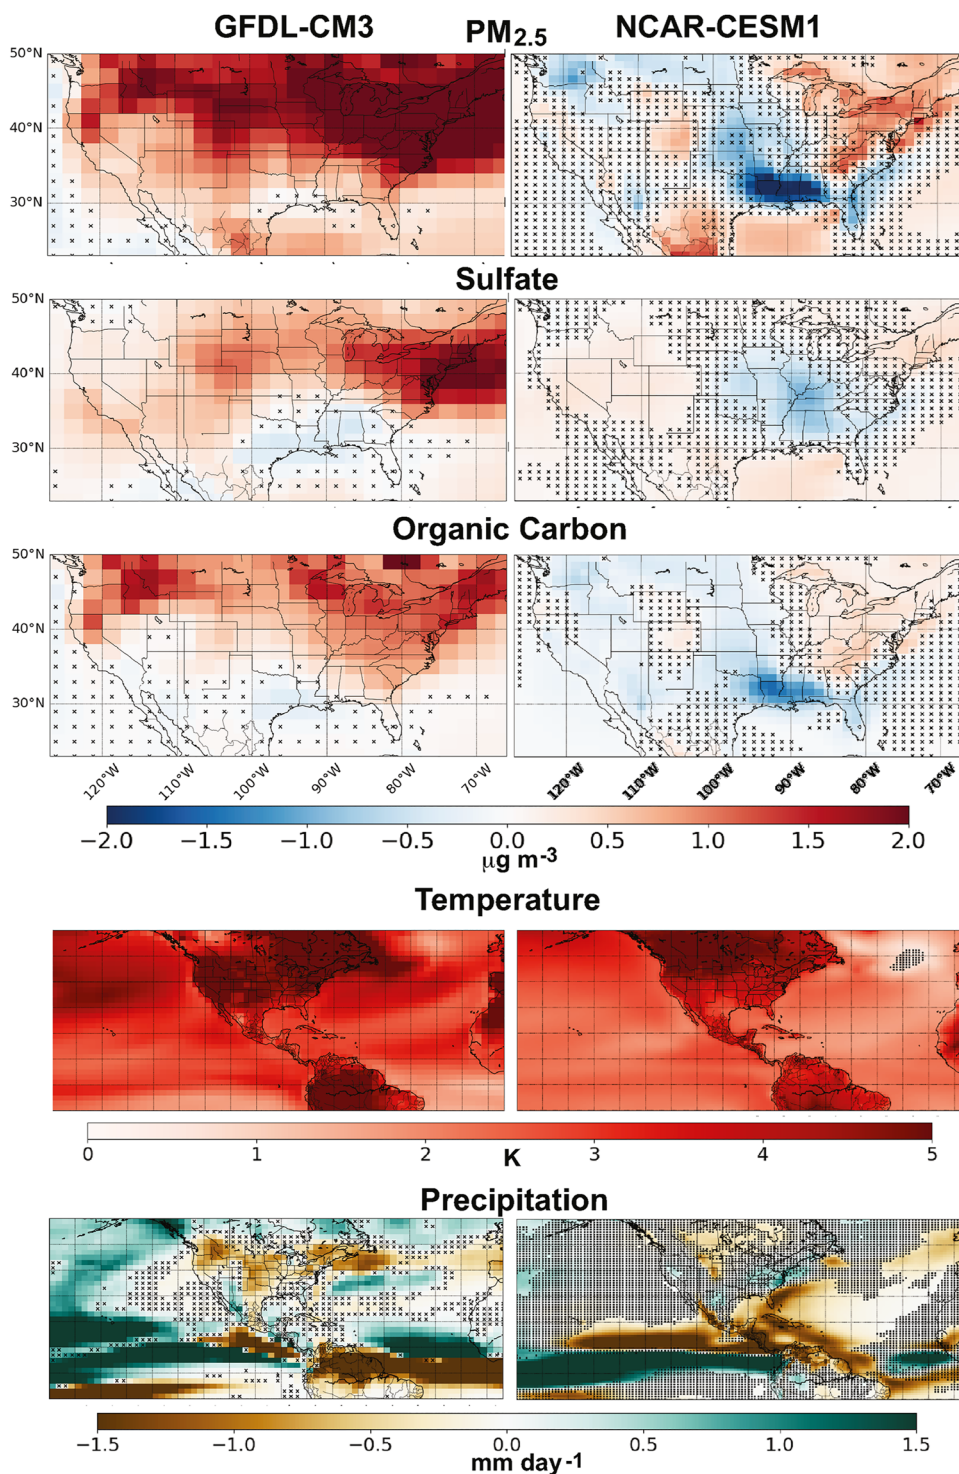 GFDL-CM3 PM2.5 NCAR-CESM1
50°N
40°N
30°N
Sulfate
50°N
40°N
30°N
Organic Carbon
50°N
40°N
30°N
120°W 110°W 100°W 90°W 80°W 70°W 120°W 110°W 100°W 90°W 80°W 70°W
−2.0 −1.5 −1.0 −0.5 0.0 0.5 1.0 1.5 2.0
μg m-3
Temperature
0 1 2 3 4 5
K
Precipitation
−1.5 −1.0 −0.5 0.0 0.5 1.0 1.5
mm day-1